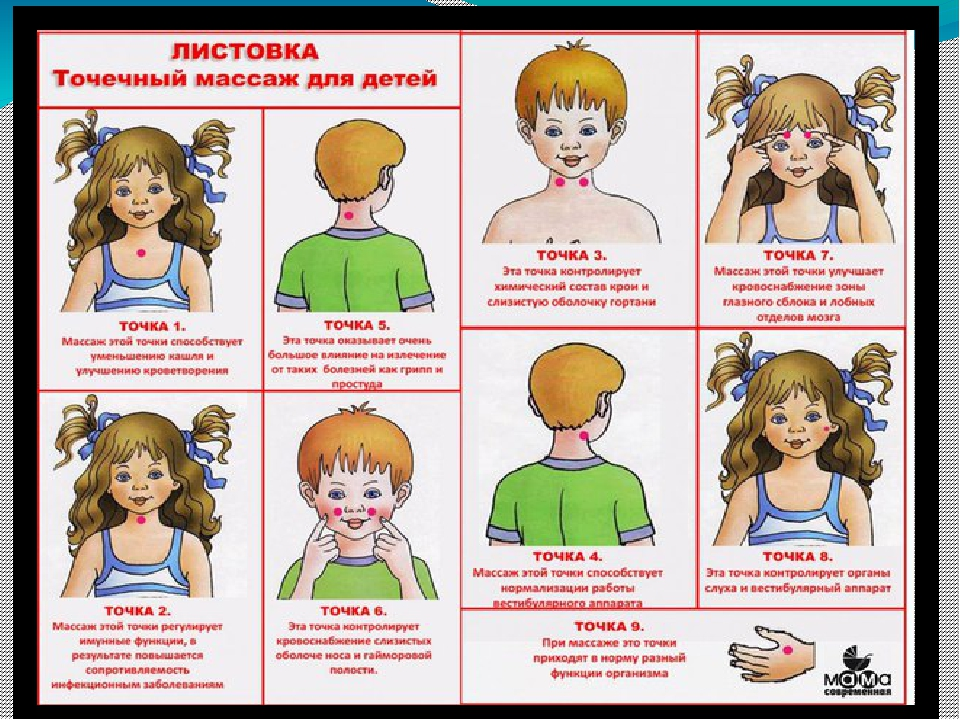 ЛИСТОВКА
Точечный массаж для детей
ТОЧКА 1.
Массаж этой точки способствует
уменьшению кашля и
улучшению кроветворения
ТОЧКА 5.
Эта точка оказывает очень
большое влияние на излечение
от таких болезней как грипп и
простуда
ТОЧКА 3.
Эта точка контролирует
химический состав крои и
слизистую оболочку гортани
ТОЧКА 7.
Массаж этой точки улучшает
кровоснабжение зоны
глазного сблока и лобных
отделов мозга
ТОЧКА 2.
Массаж этой точки регулирует
имунные функции, в
результате повышается
сопротивляемость
инфекционным заболеваниям
ТОЧКА 6.
Эта точка контролирует
кровоснабжение слизистых
оболоче носа и гайморовой
полости.
ТОЧКА 4.
Массаж этой точки способствует
нормализации работы
вестибулярного аппарата
ТОЧКА 8.
Эта точка контролирует органы
слуха и вестибулярный аппарат
ТОЧКА 9.
При массаже это точки
приходят в норму разный
функции организма
мама
современная